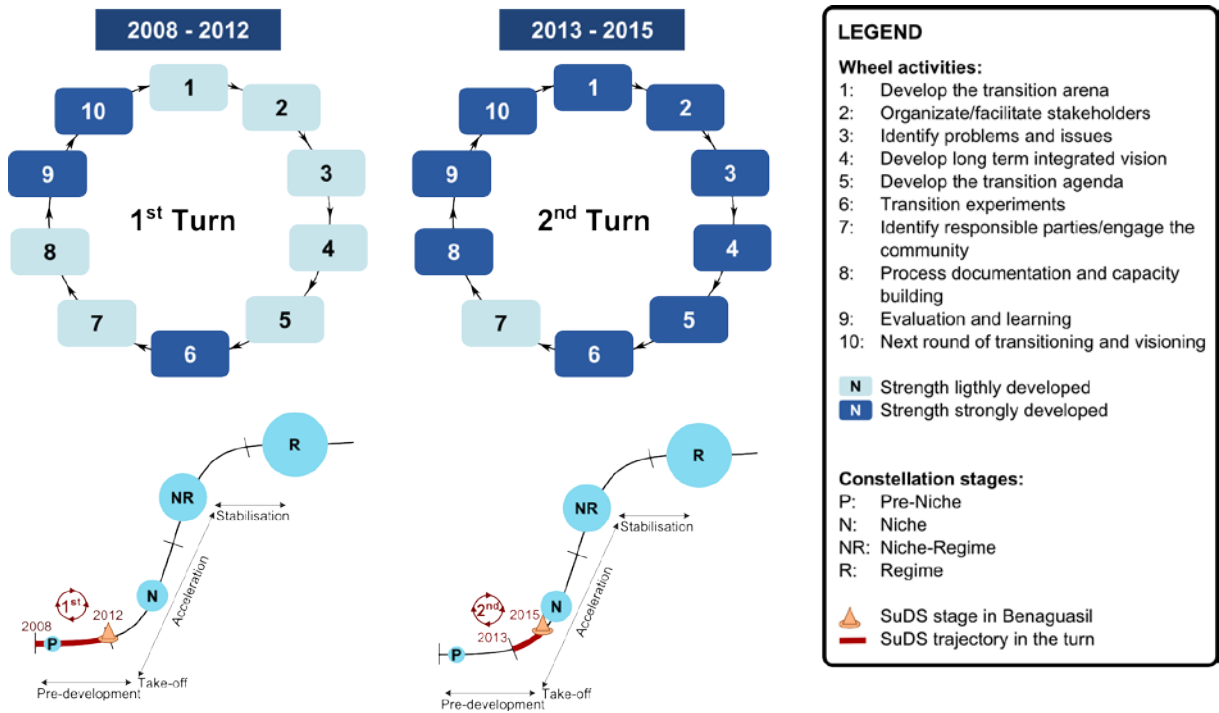 2008 - 2012
1
2
3
4
5
6
7
8
9
10
1st Turn
2013 - 2015
1
2
3
4
5
6
7
8
9
10
2nd Turn
R
NR
Stabilisation
N
Acceleration
1st
2012
2008
P
Take-off
Pre-development
R
NR
Stabilisation
N
Acceleration
2nd
2015
2013
P
Take-off
Pre-development
LEGEND
Wheel activities:
1: Develop the transition arena
2: Organizate/facilitate stakeholders
3: Identify problems and issues
4: Develop long term integrated vision
5: Develop the transition agenda
6: Transition experiments
7: Identify responsible parties/engage the
community
8: Process documentation and capacity
building
9: Evaluation and learning
10: Next round of transitioning and visioning
N Strength ligthly developed
N Strength strongly developed
Constellation stages:
P: Pre-Niche
N: Niche
NR: Niche-Regime
R: Regime
SuDS stage in Benaguasil
SuDS trajectory in the turn